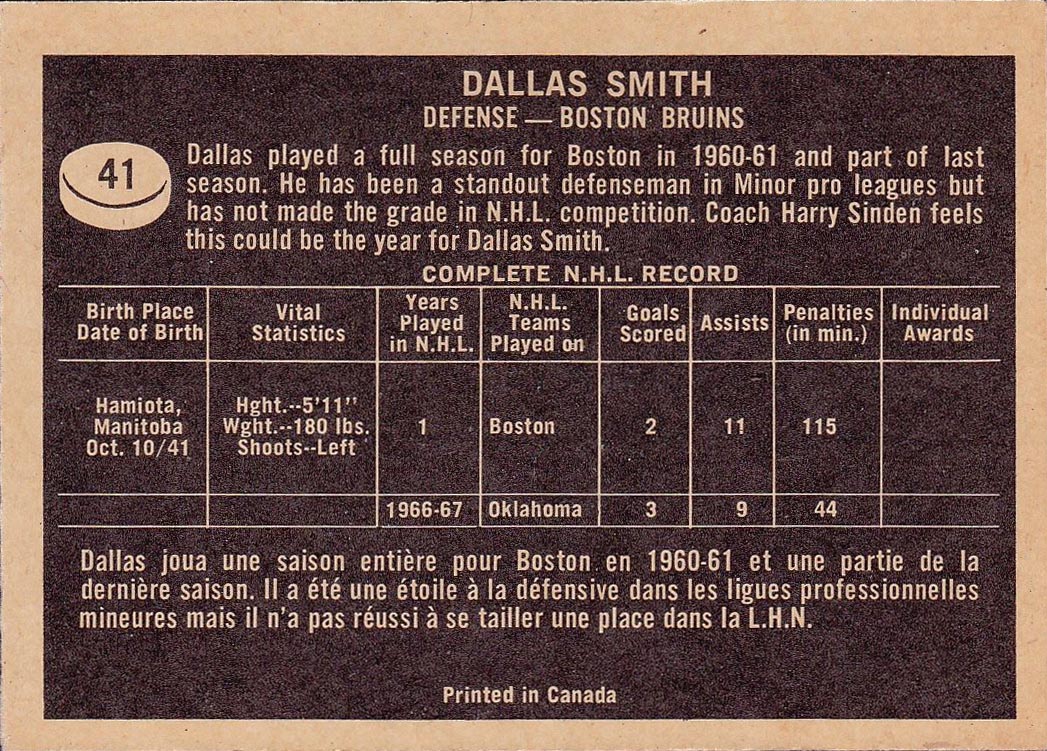 DALLAS SMITH
DEFENSE — BOSTON BRUINS
41
Dallas played a full season for Boston in 1960-61 and part of last
season. He has been a standout defenseman in Minor pro leagues but
has not made the grade in N.H.L. competition. Coach Harry Sinden feels
this could be the year for Dallas Smith.
COMPLETE N.H.L. RECORD
Birth Place
Date of Birth
Vital
Statistics
Years
Played
in N.H.L.
N.H.L.
Teams
Played on
Goals
Scored
Assists
Penalties
(in min.)
Individual
Awards
Hamiota,
Manitoba
Oct. 10/41
Hght.--5'11"
Wght.--180 lbs.
Shoots--Left
1
Boston
2
11
115
1966-67
Oklahoma
3
9
44
Dallas joua une saison entière pour Boston en 1960-61 et une partie de la
dernière saison. Il a été une étoile à la défensive dans les ligues professionnelles
mineures mais il n'a pas réussi à se tailler une place dans la L.H.N.
Printed in Canada